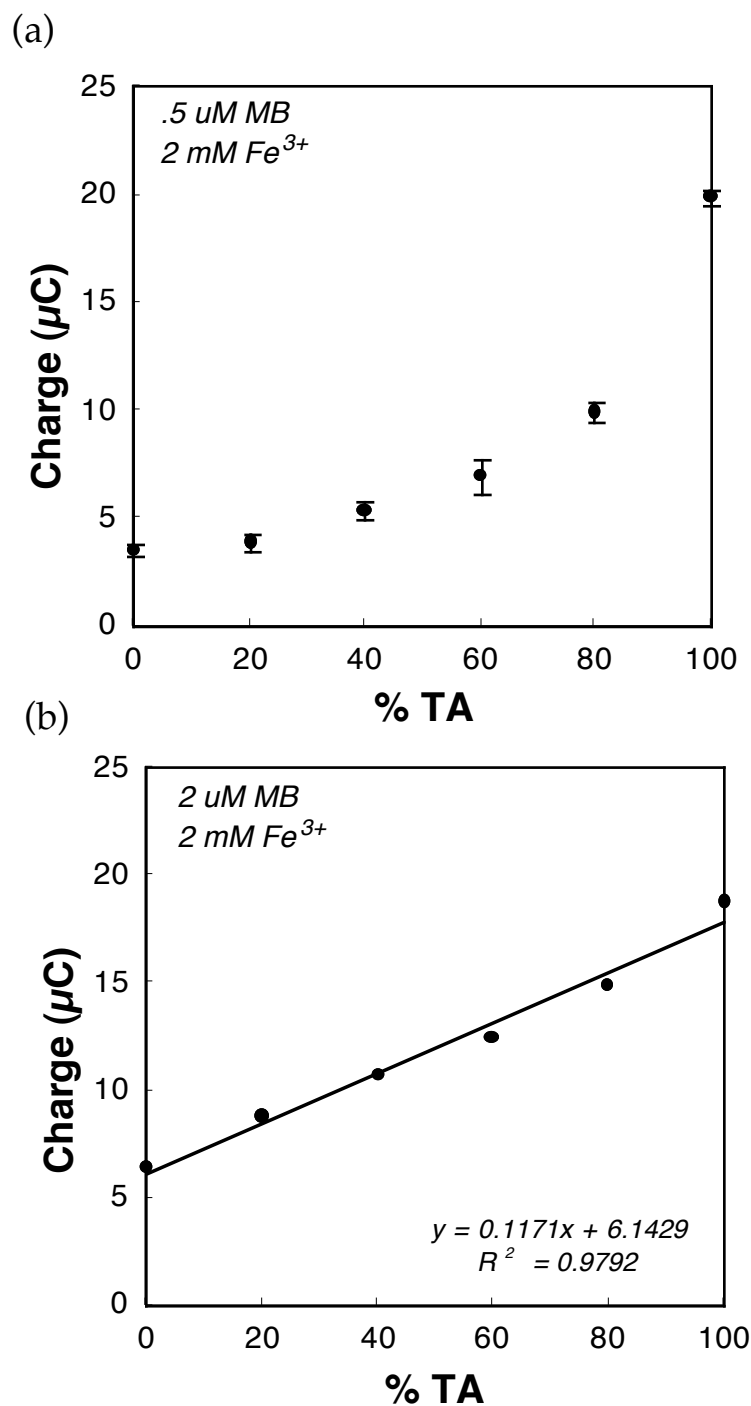 (a)
25
20
15
10
5
0
Charge (µC)
.5 uM MB
2 mM Fe³⁺
0 20 40 60 80 100
% TA
(b)
25
20
15
10
5
0
Charge (µC)
2 uM MB
2 mM Fe³⁺
y = 0.1171x + 6.1429
R² = 0.9792
0 20 40 60 80 100
% TA